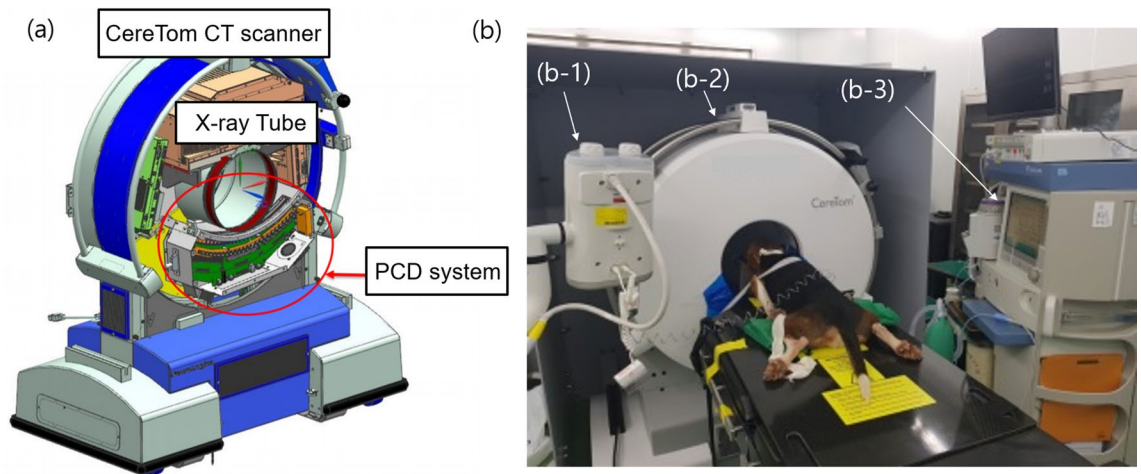 (a)
CereTom CT scanner
X-ray Tube
PCD system
(b)
(b-1)
(b-2)
(b-3)
CereTom